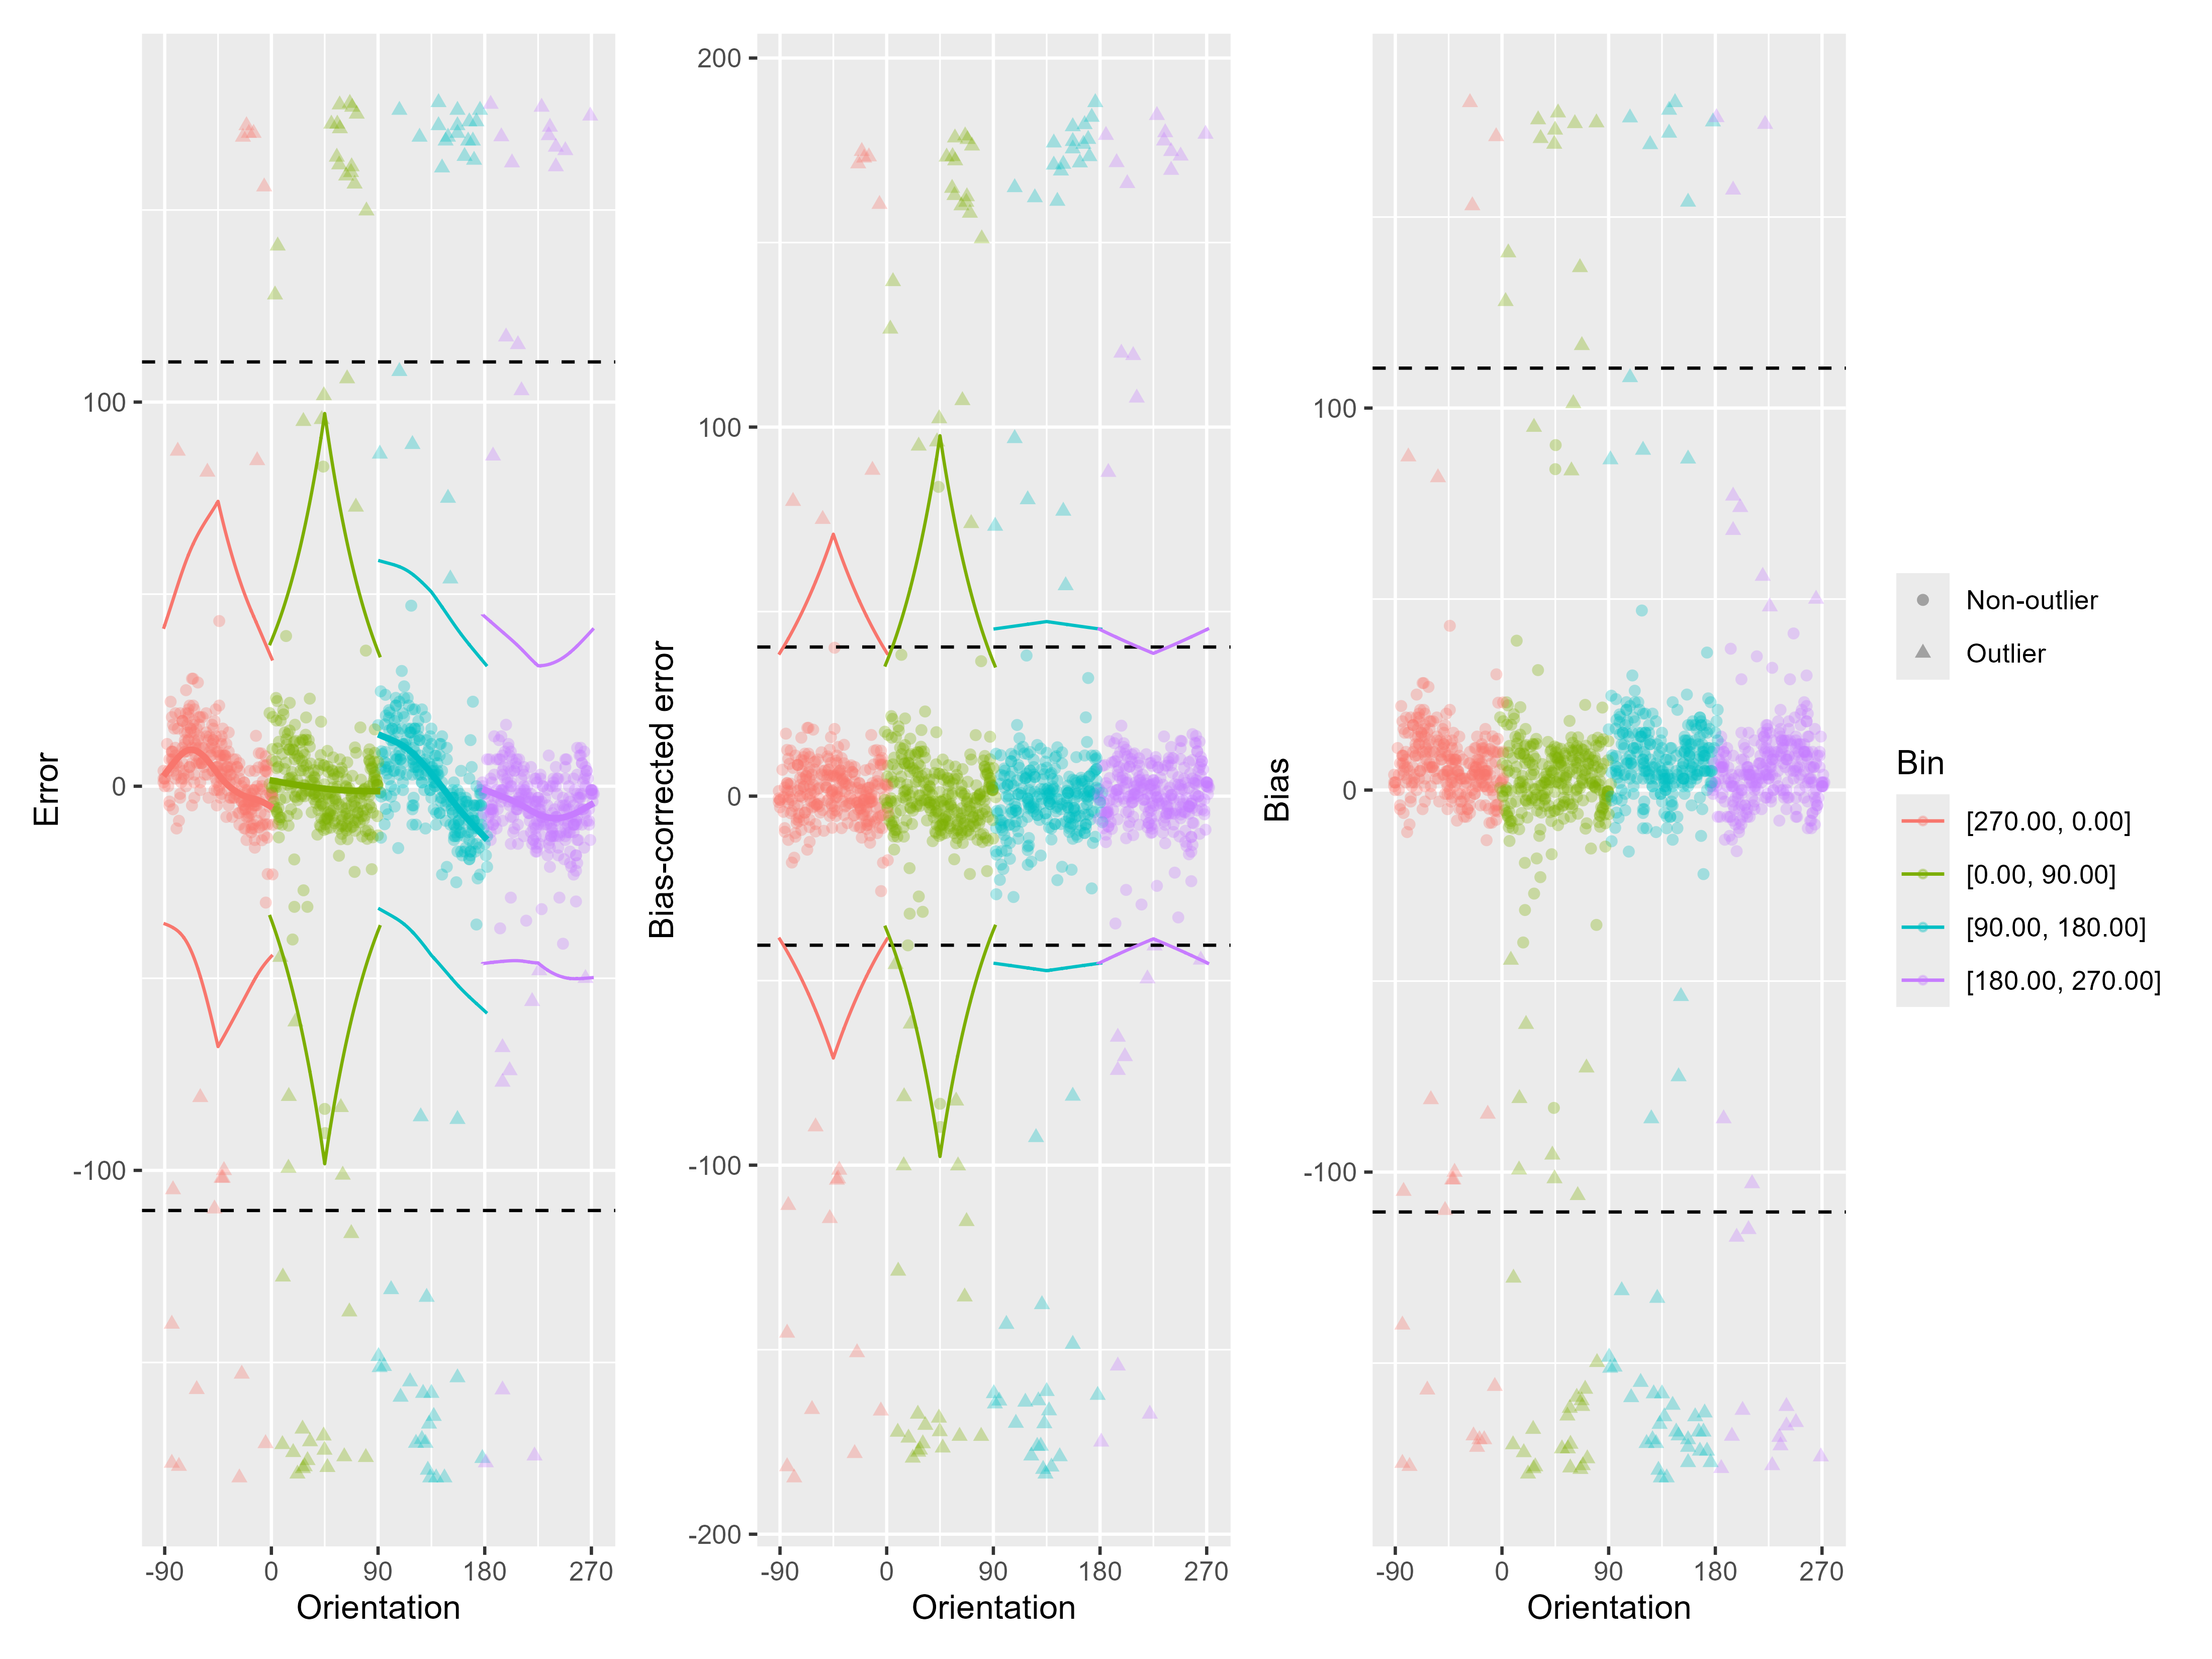 Error
100
0
-100
-90 0 90 180 270
Orientation
Bias-corrected error
200
100
0
-100
-200
-90 0 90 180 270
Orientation
Bias
100
0
-100
-90 0 90 180 270
Orientation
Non-outlier
Outlier
Bin
[270.00, 0.00]
[0.00, 90.00]
[90.00, 180.00]
[180.00, 270.00]